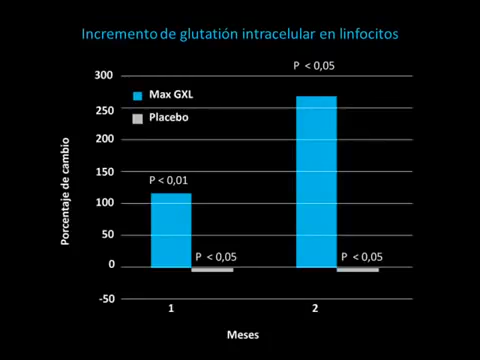 Incremento de glutatión intracelular en linfocitos
P < 0,05
300
Max GXL
250
Placebo
200
150
P < 0,01
100
50
P < 0,05
P < 0,05
0
-50
1
2
Porcentaje de cambio
Meses